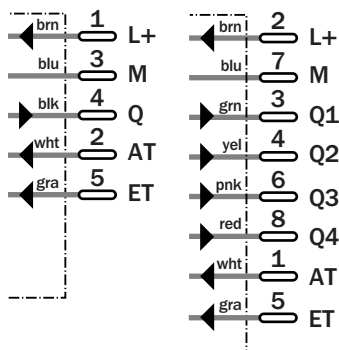 brn 1 L+
blu 3 M
blk 4 Q
wht 2 AT
gra 5 ET
brn 2 L+
blu 7 M
grn 3 Q1
yel 4 Q2
pnk 6 Q3
red 8 Q4
wht 1 AT
gra 5 ET